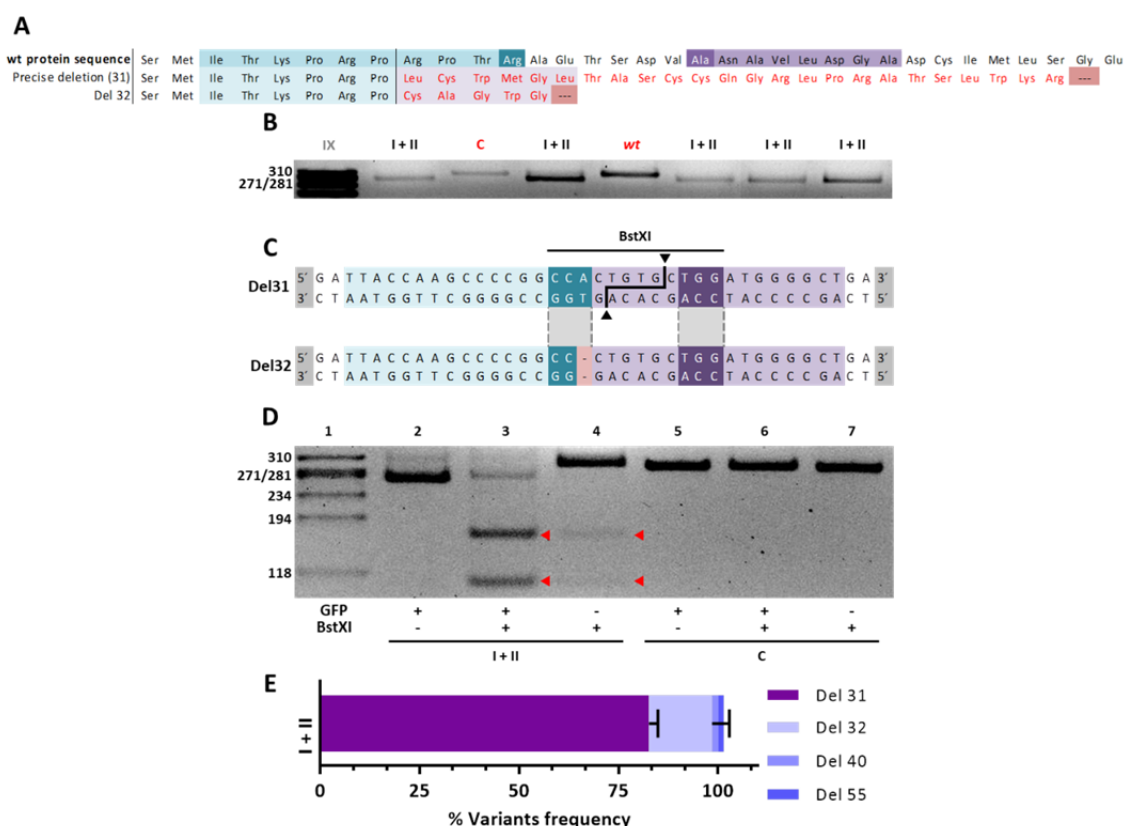 A
wt protein sequence Ser Met Ile Thr Lys Pro Arg Pro Arg Pro Thr Arg Ala Glu Thr Ser Asp Val Ala Asn Ala Val Leu Asp Gly Ala Asp Cys Ile Met Leu Ser Gly Glu
Precise deletion (31) Ser Met Ile Thr Lys Pro Arg Pro Leu Cys Trp Met Gly Leu Thr Ala Ser Cys Cys Gln Gly Arg Leu Pro Arg Ala Thr Ser Leu Trp Lys Arg ---
Del 32 Ser Met Ile Thr Lys Pro Arg Pro Cys Ala Gly Trp Gly ---
B
IX I + II C I + II wt I + II I + II I + II
310
271/281
C
BstXI
Del31 5´ G A T T A C C A A G C C C C G G C C A C T G T G C T G G A T G G G G C T G A 3´
3´ C T A A T G G T T C G G G G C C G G T G A C A C G A C C T A C C C C G A C T 5´
Del32 5´ G A T T A C C A A G C C C C G G C C - C T G T G C T G G A T G G G G C T G A 3´
3´ C T A A T G G T T C G G G G C C G G - G A C A C G A C C T A C C C C G A C T 5´
D
1 2 3 4 5 6 7
310
271/281
234
194
118
GFP + + - + + -
BstXI - + + - + +
I + II C
E
I + II
Del 31
Del 32
Del 40
Del 55
0 25 50 75 100
% Variants frequency